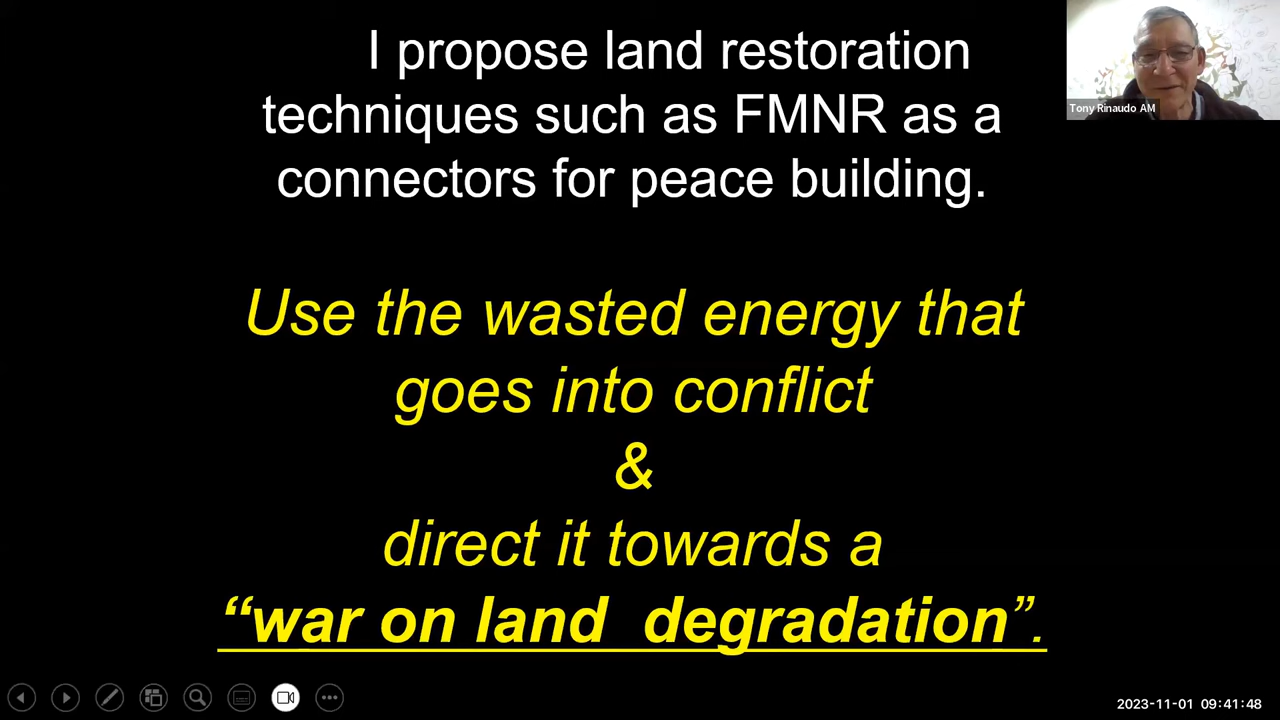 I propose land restoration
techniques such as FMNR as a
connectors for peace building.
Use the wasted energy that
goes into conflict
&
direct it towards a
“war on land  degradation”.
Tony Rinaudo AM
2023-11-01 09:41:48